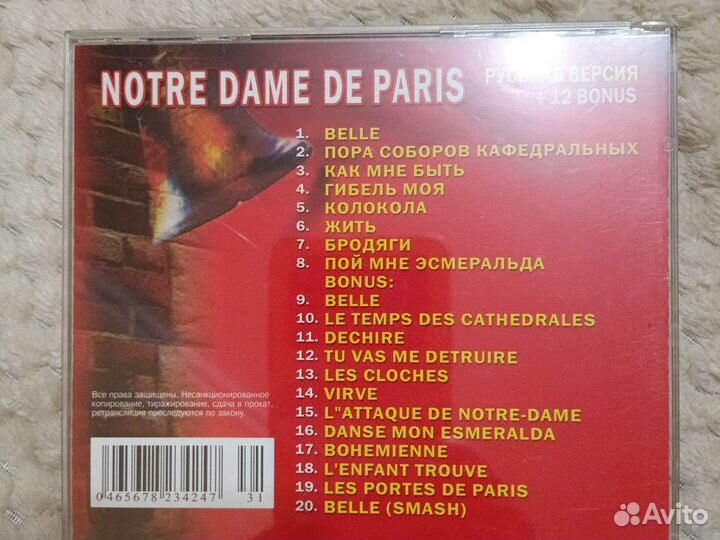 NOTRE DAME DE PARIS
РУССКАЯ ВЕРСИЯ
+ 12 BONUS
1. BELLE
2. ПОРА СОБОРОВ КАФЕДРАЛЬНЫХ
3. КАК МНЕ БЫТЬ
4. ГИБЕЛЬ МОЯ
5. КОЛОКОЛА
6. ЖИТЬ
7. БРОДЯГИ
8. ПОЙ МНЕ ЭСМЕРАЛЬДА
BONUS:
9. BELLE
10. LE TEMPS DES CATHEDRALES
11. DECHIRE
12. TU VAS ME DETRUIRE
13. LES CLOCHES
14. VIRVE
15. L"ATTAQUE DE NOTRE-DAME
16. DANSE MON ESMERALDA
17. BOHEMIENNE
18. L'ENFANT TROUVE
19. LES PORTES DE PARIS
20. BELLE (SMASH)
Все права защищены. Несанкционированное
копирование, тиражирование, сдача в прокат,
ретрансляция преследуются по закону.
0 465678 234247 31
Avito